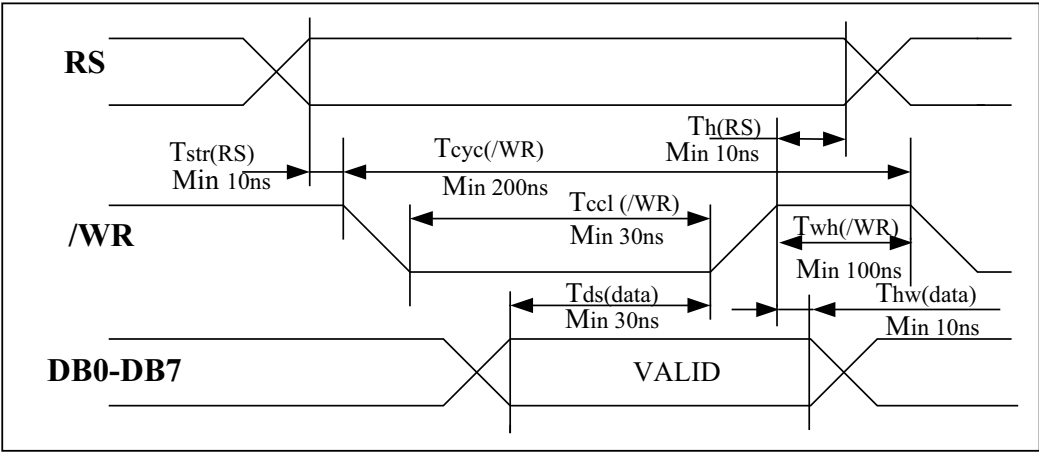 RS
Th(RS)
Min 10ns
Tstr(RS)
Min 10ns
Tcyc(/WR)
Min 200ns
/WR
Tccl (/WR)
Min 30ns
Twh(/WR)
Min 100ns
Tds(data)
Min 30ns
Thw(data)
Min 10ns
DB0-DB7
VALID